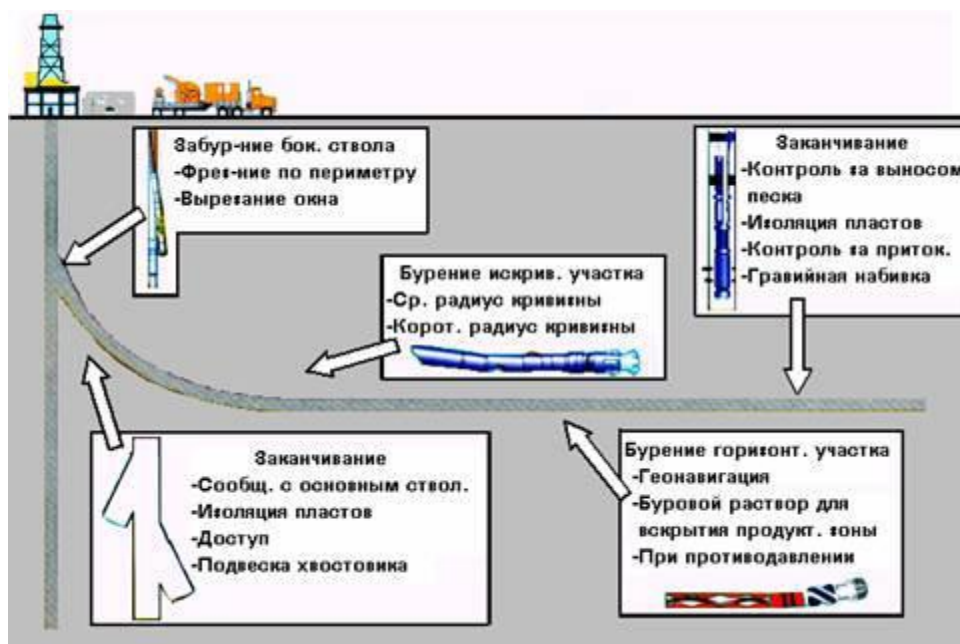 Забур-ние бок. ствола
-Фрез-ние по периметру
-Вырезание окна
Заканчивание
-Контроль за выносом
песка
-Изоляция пластов
-Контроль за приток.
-Гравийная набивка
Бурение искрив. участка
-Ср. радиус кривизны
-Корот. радиус кривизны
Заканчивание
-Сообщ. с основным ствол.
-Изоляция пластов
-Доступ
-Подвеска хвостовика
Бурение горизонт. участка
-Геонавигация
-Буровой раствор для
вскрытия продукт. зоны
-При противодавлении